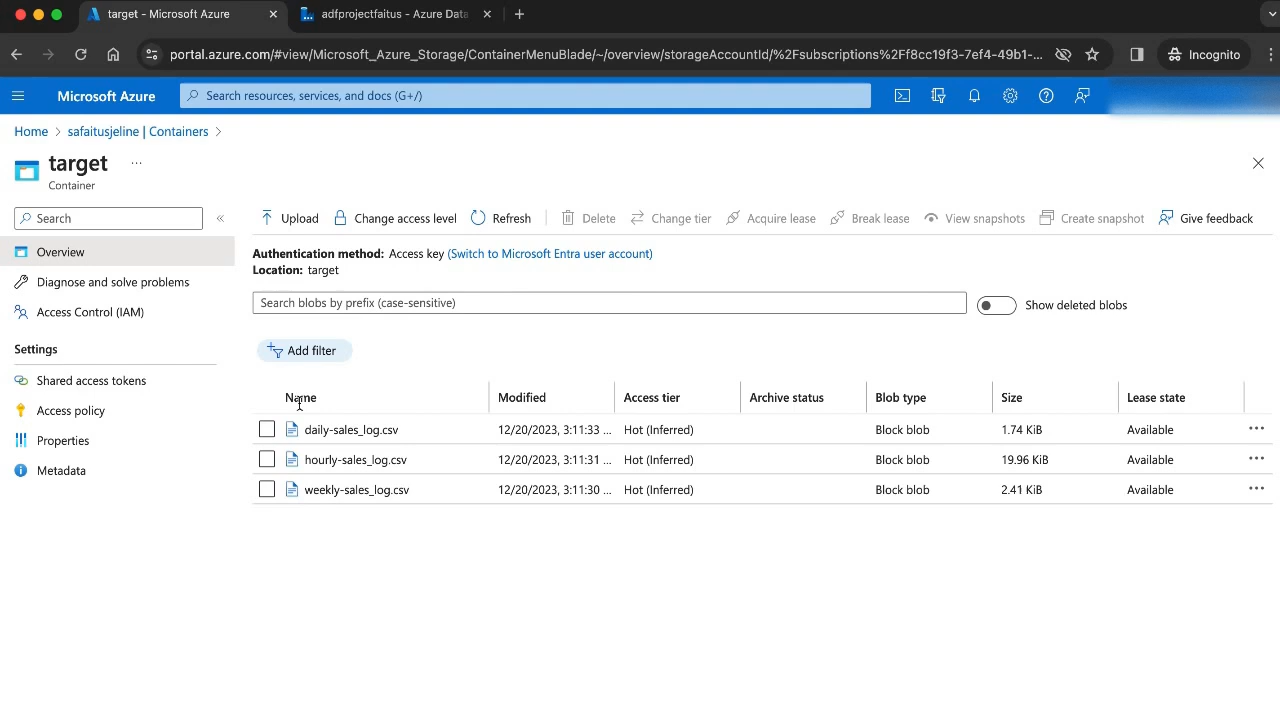 target - Microsoft Azure
adfprojectfaitus - Azure Data
portal.azure.com/#view/Microsoft_Azure_Storage/ContainerMenuBlade/~/overview/storageAccountId/%2Fsubscriptions%2Ff8cc19f3-7ef4-49b1-...
Incognito
Microsoft Azure
Search resources, services, and docs (G+/)
Home > safaitusjeline | Containers >
target ...
Container
Search
«
Upload
Change access level
Refresh
Delete
Change tier
Acquire lease
Break lease
View snapshots
Create snapshot
Give feedback
Overview
Diagnose and solve problems
Access Control (IAM)
Settings
Shared access tokens
Access policy
Properties
Metadata
Authentication method: Access key (Switch to Microsoft Entra user account)
Location: target
Search blobs by prefix (case-sensitive)
Show deleted blobs
Add filter
Name Modified Access tier Archive status Blob type Size Lease state
daily-sales_log.csv 12/20/2023, 3:11:33 ... Hot (Inferred) Block blob 1.74 KiB Available ...
hourly-sales_log.csv 12/20/2023, 3:11:31 ... Hot (Inferred) Block blob 19.96 KiB Available ...
weekly-sales_log.csv 12/20/2023, 3:11:30 ... Hot (Inferred) Block blob 2.41 KiB Available ...